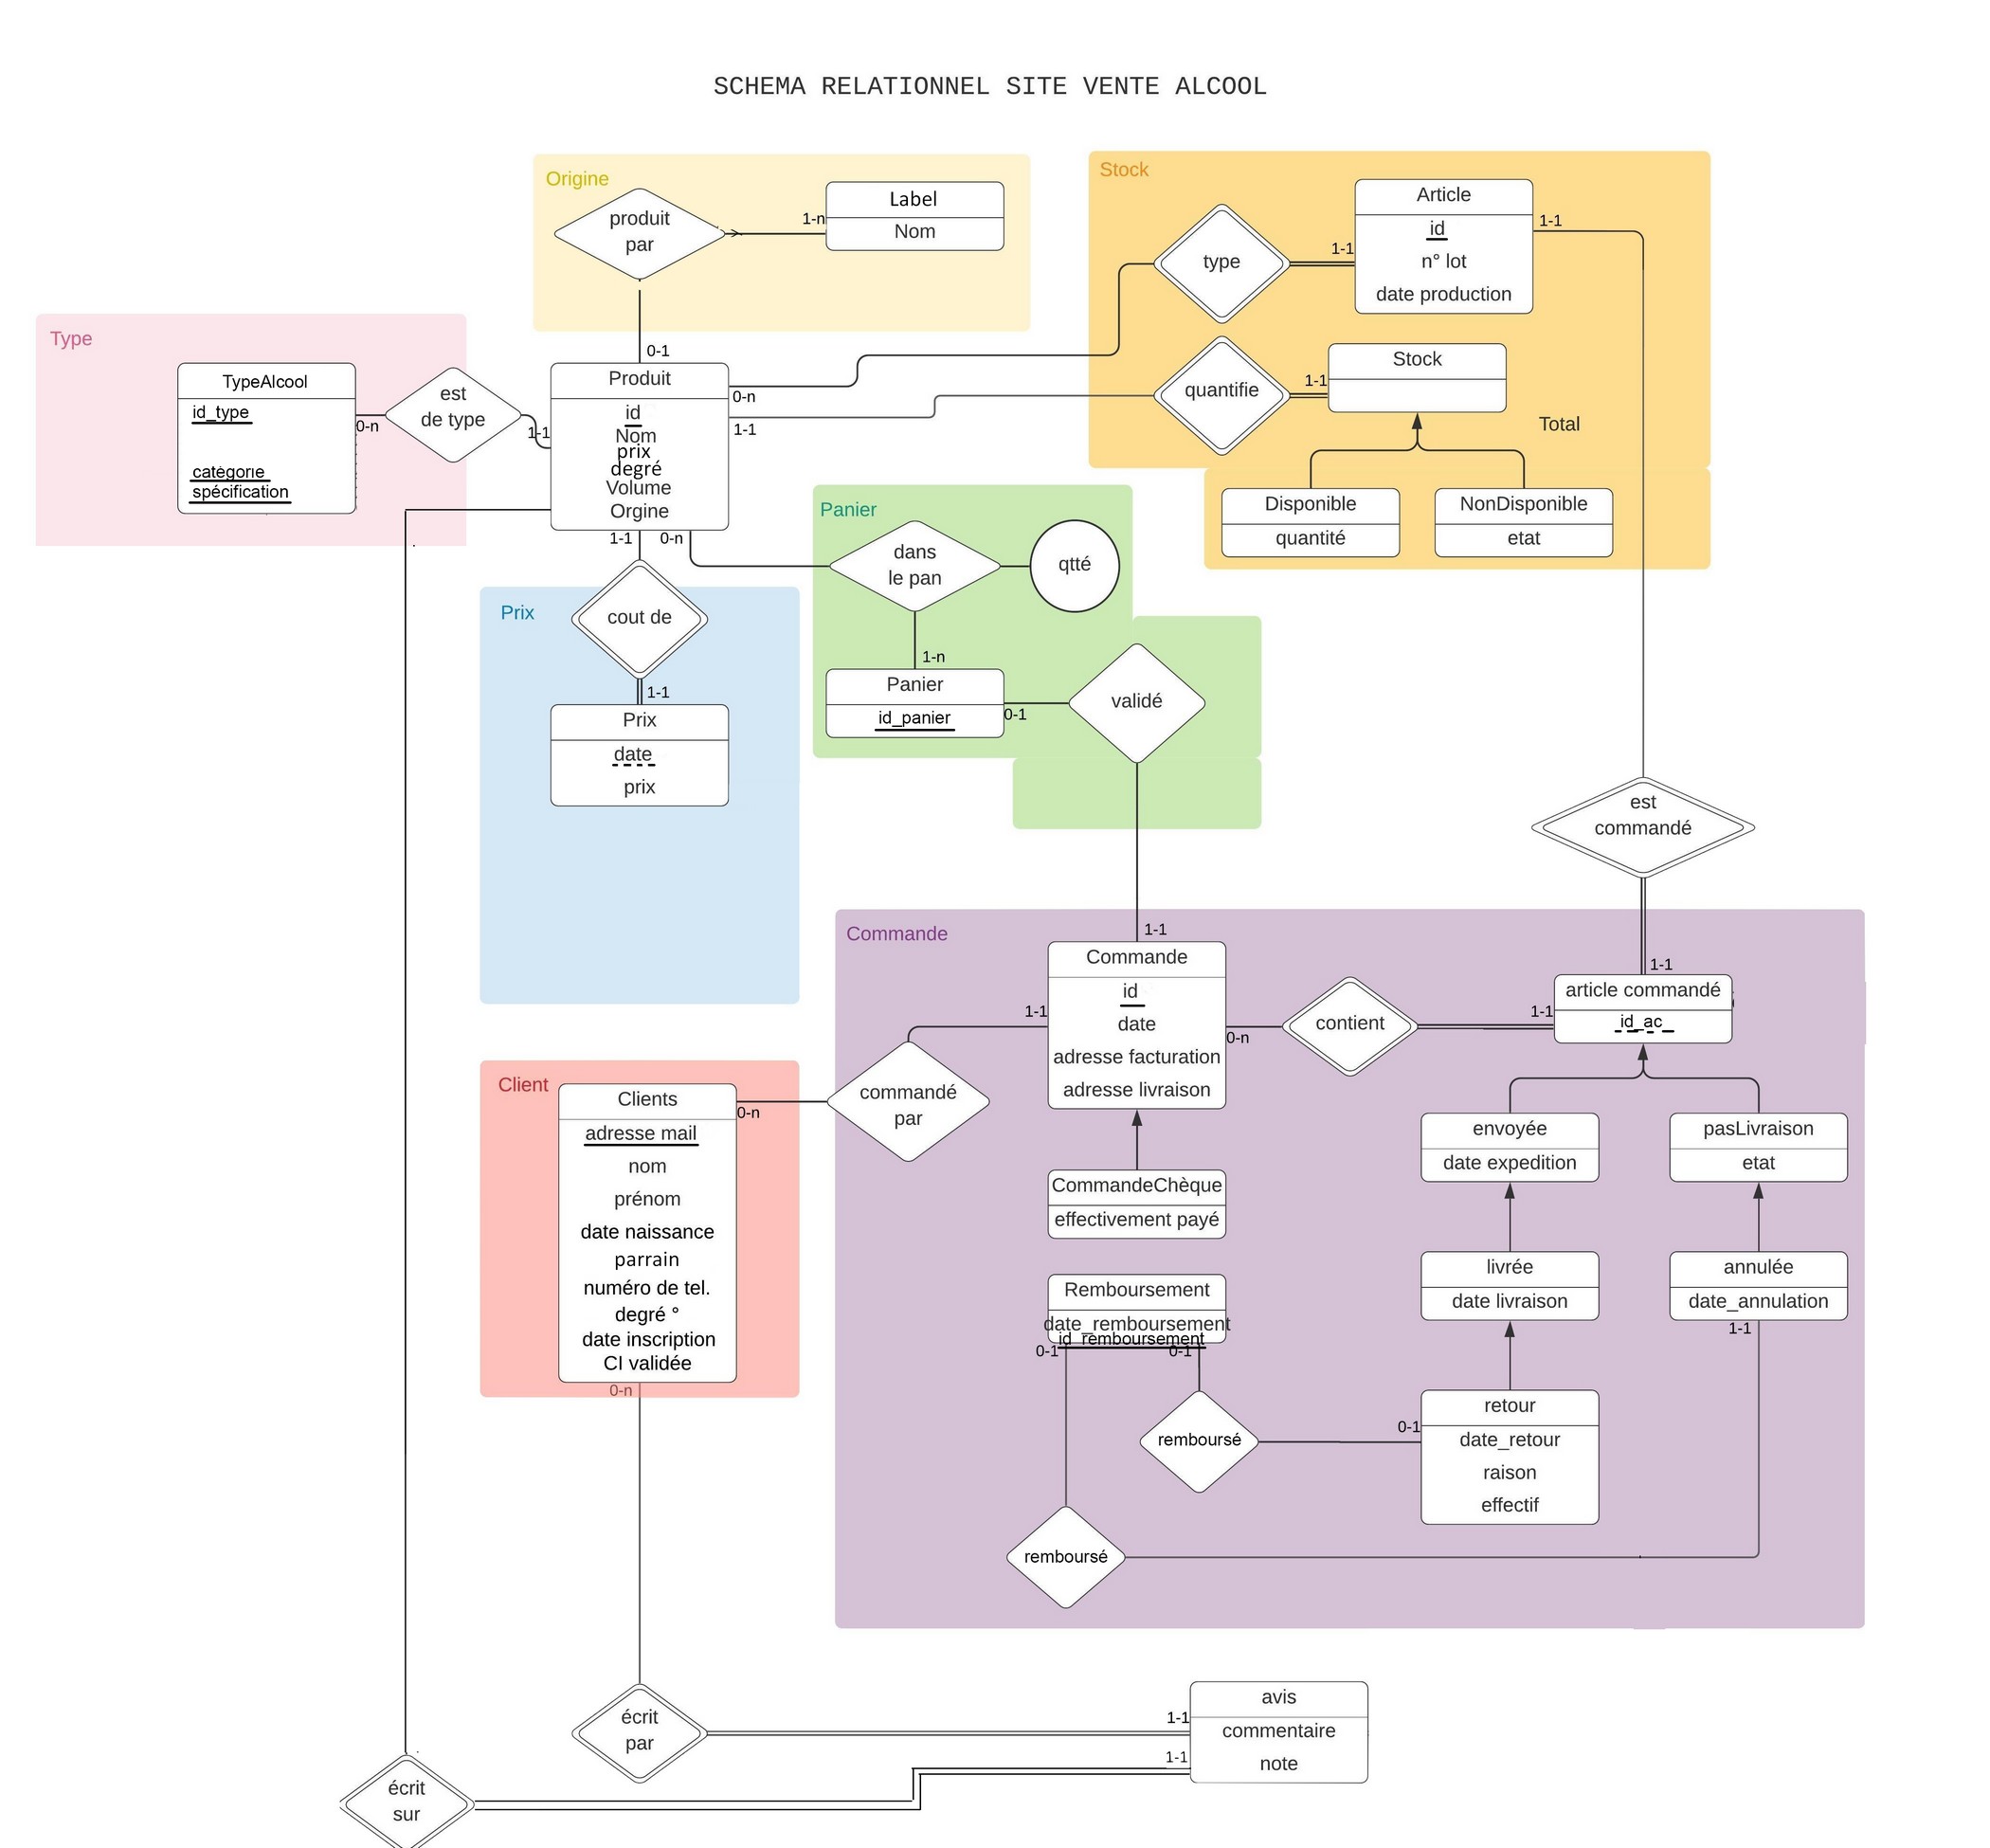 SCHEMA RELATIONNEL SITE VENTE ALCOOL
Origine
produit
par
1-n
Label
Nom
0-1
Stock
type
1-1
Article
id
n° lot
date production
1-1
quantifie
1-1
Stock
Total
Disponible
quantité
NonDisponible
etat
Type
TypeAlcool
id_type
catégorie
spécification
0-n
est
de type
1-1
Produit
id
Nom
prix
degré
Volume
Orgine
0-n
1-1
1-1
0-n
Panier
dans
le pan
qtté
1-n
Panier
id_panier
0-1
validé
Prix
cout de
1-1
Prix
date
prix
est
commandé
1-1
Commande
1-1
Commande
id
date
adresse facturation
adresse livraison
1-1
0-n
contient
1-1
article commandé
id_ac
commandé
par
Client
Clients
adresse mail
nom
prénom
date naissance
parrain
numéro de tel.
degré °
date inscription
CI validée
0-n
0-n
CommandeChèque
effectivement payé
envoyée
date expedition
pasLivraison
etat
Remboursement
date_remboursement
id_remboursement
0-1
0-1
livrée
date livraison
annulée
date_annulation
1-1
remboursé
0-1
retour
date_retour
raison
effectif
remboursé
écrit
par
1-1
avis
commentaire
note
1-1
écrit
sur